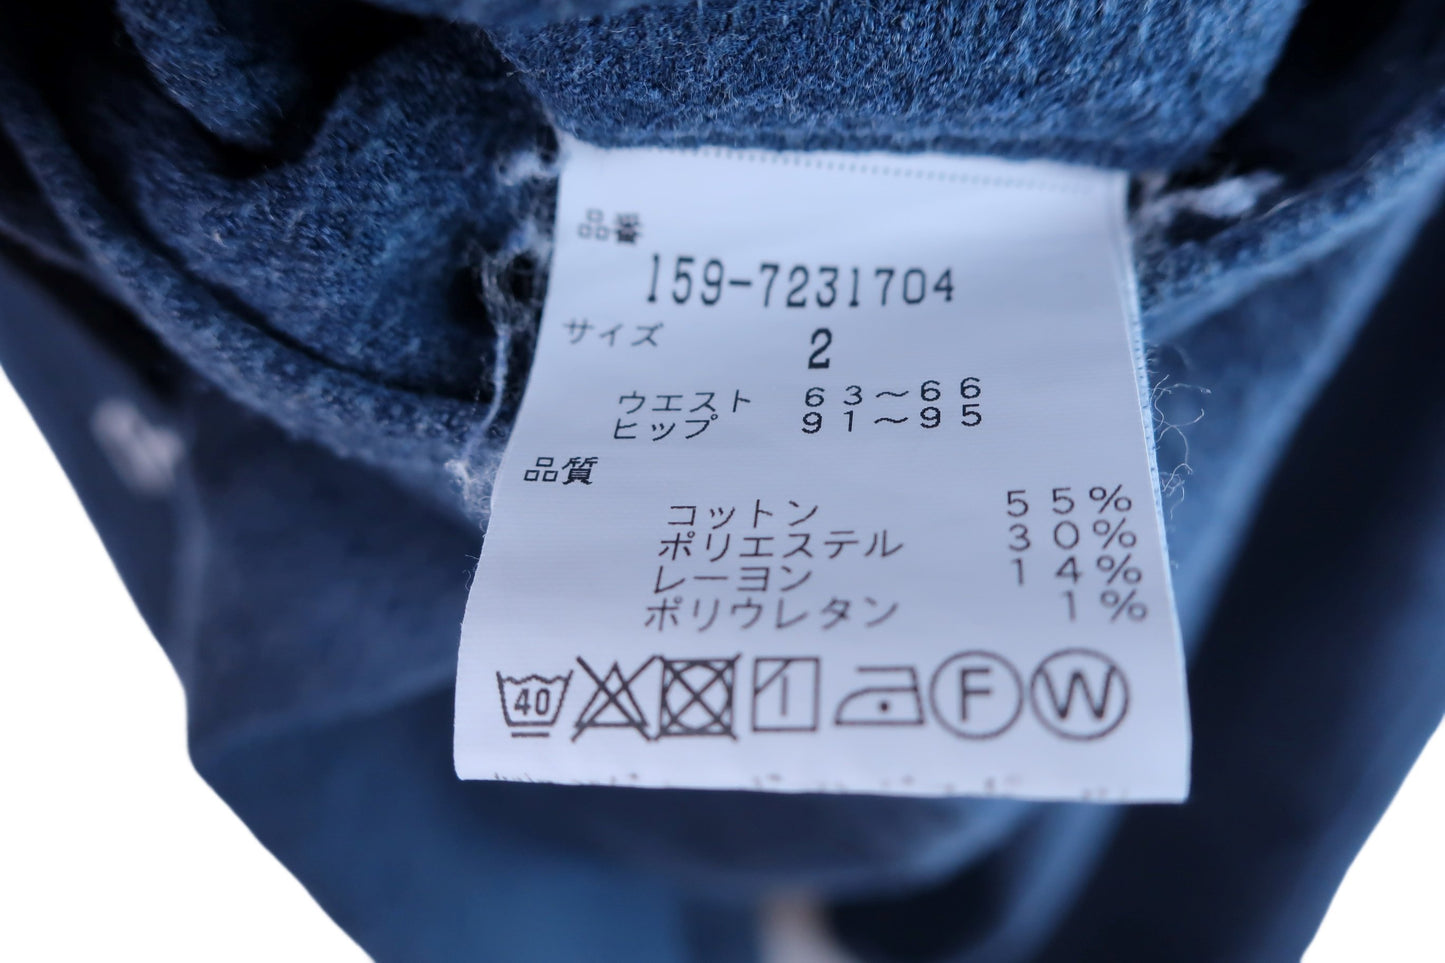 品番
159-7231704
サイズ 2
ウエスト 63～66
ヒップ 91～95
品質
コットン 55%
ポリエステル 30%
レーヨン 14%
ポリウレタン 1%
40 F W